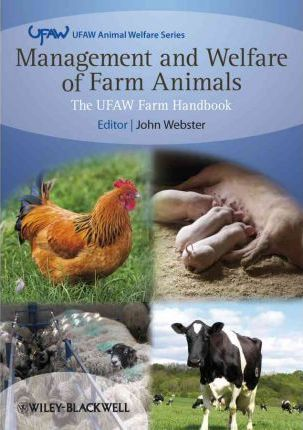 UFAW UFAW Animal Welfare Series
Management and Welfare
of Farm Animals
The UFAW Farm Handbook
Editor | John Webster
WILEY-BLACKWELL